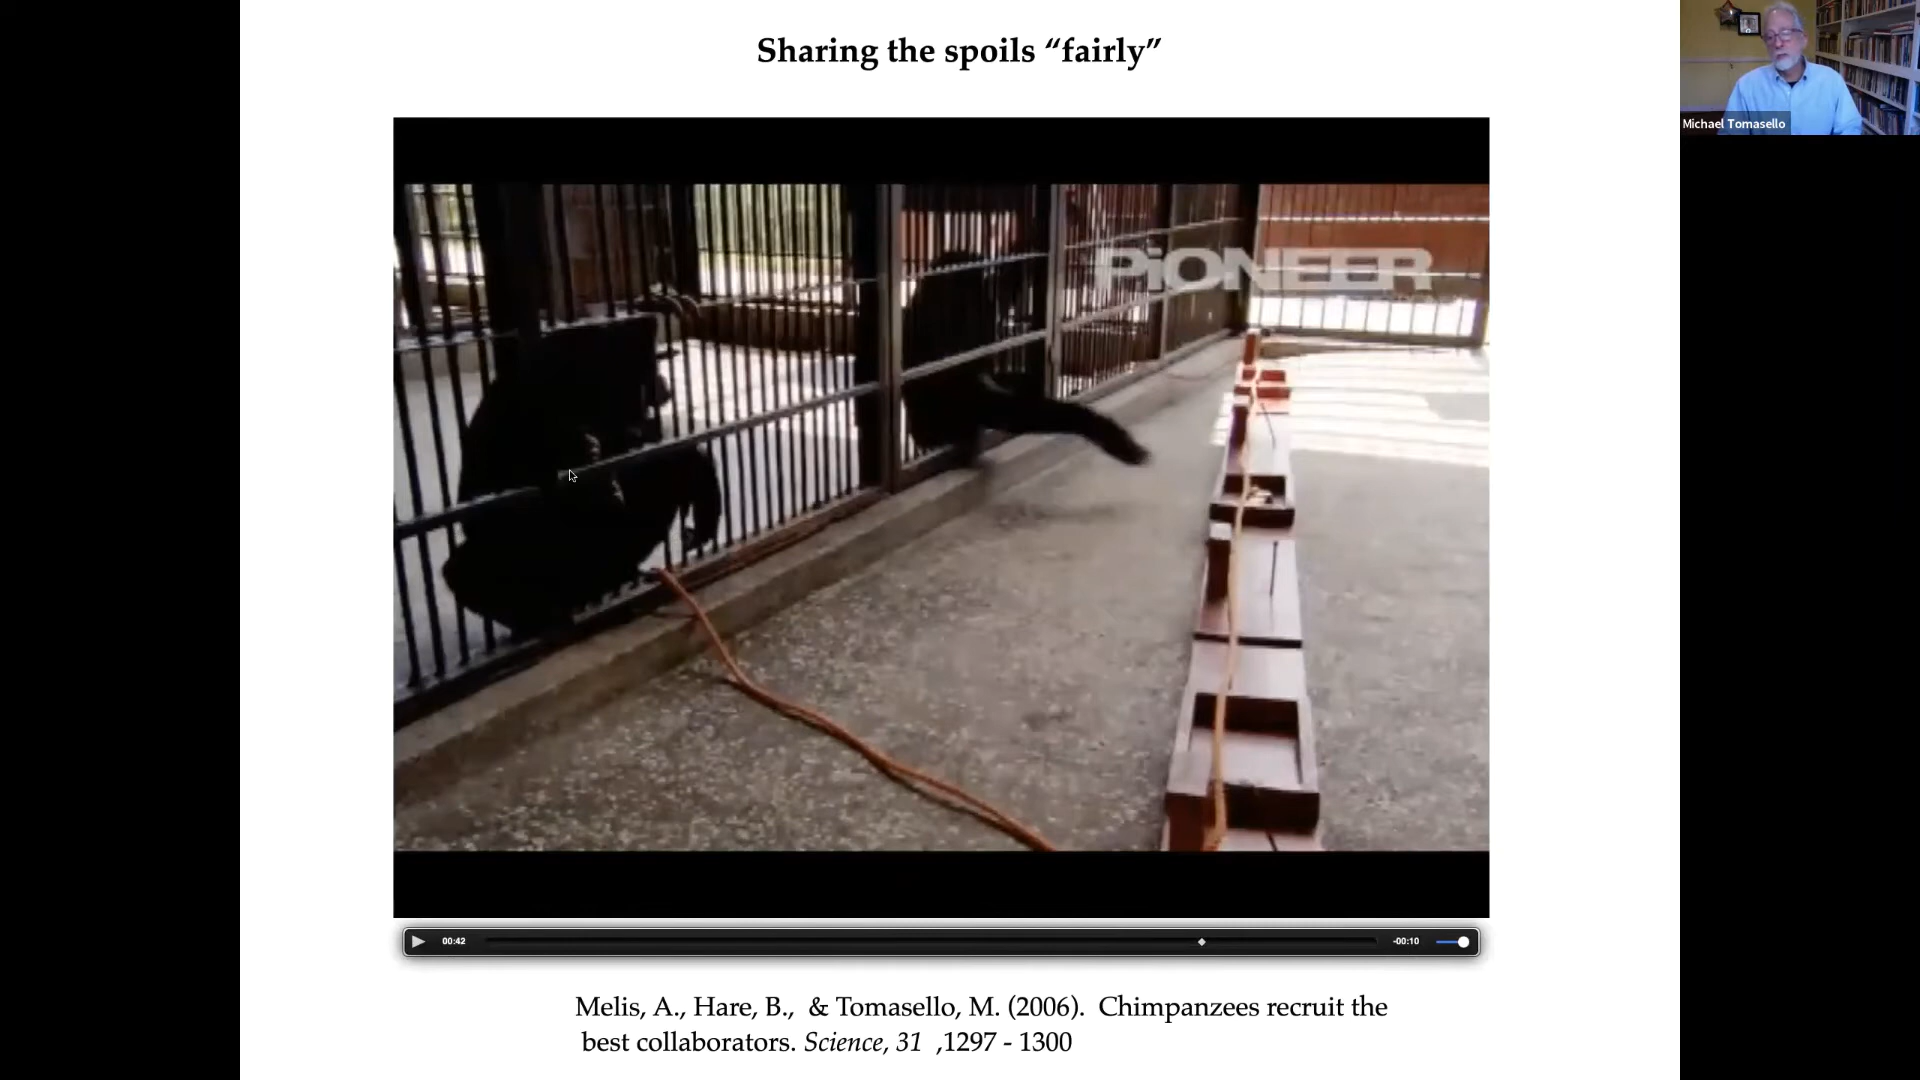 Sharing the spoils “fairly”
Michael Tomasello
PiONEER
00:42
-00:10
Melis, A., Hare, B., & Tomasello, M. (2006). Chimpanzees recruit the
best collaborators. Science, 31 ,1297 - 1300